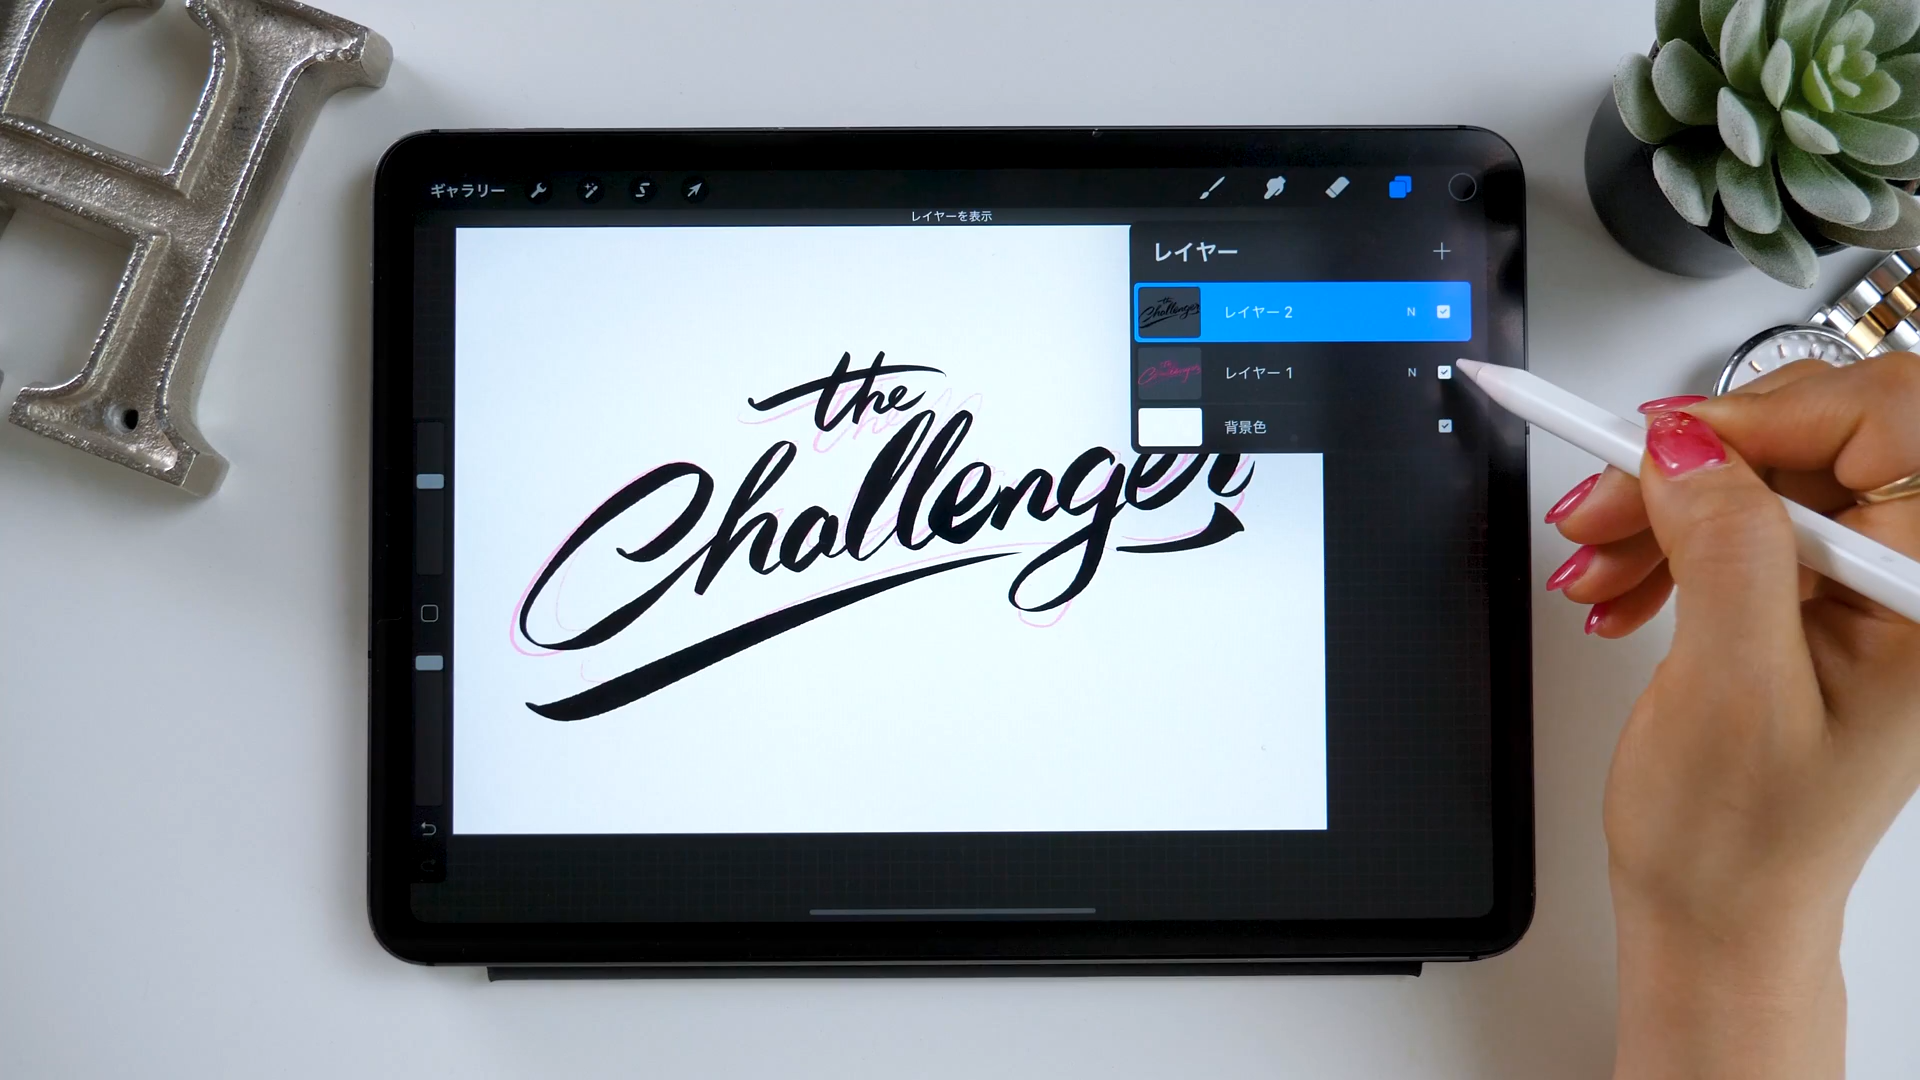 H
ギャラリー
レイヤーを表示
レイヤー
レイヤー 2 N
レイヤー 1 N
背景色
the
Challenger